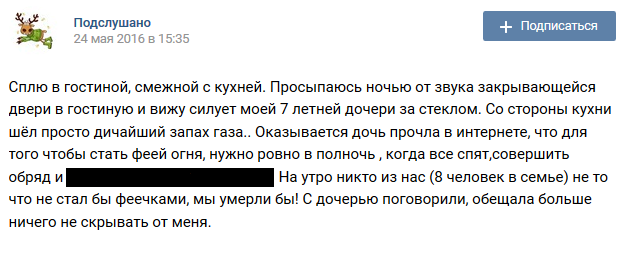 Подслушано
24 мая 2016 в 15:35
Подписаться
Сплю в гостиной, смежной с кухней. Просыпаюсь ночью от звука закрывающейся
двери в гостиную и вижу силует моей 7 летней дочери за стеклом. Со стороны кухни
шёл просто дичайший запах газа.. Оказывается дочь прочла в интернете, что для
того чтобы стать феей огня, нужно ровно в полночь , когда все спят,совершить
обряд и На утро никто из нас (8 человек в семье) не то
что не стал бы феечками, мы умерли бы! С дочерью поговорили, обещала больше
ничего не скрывать от меня.